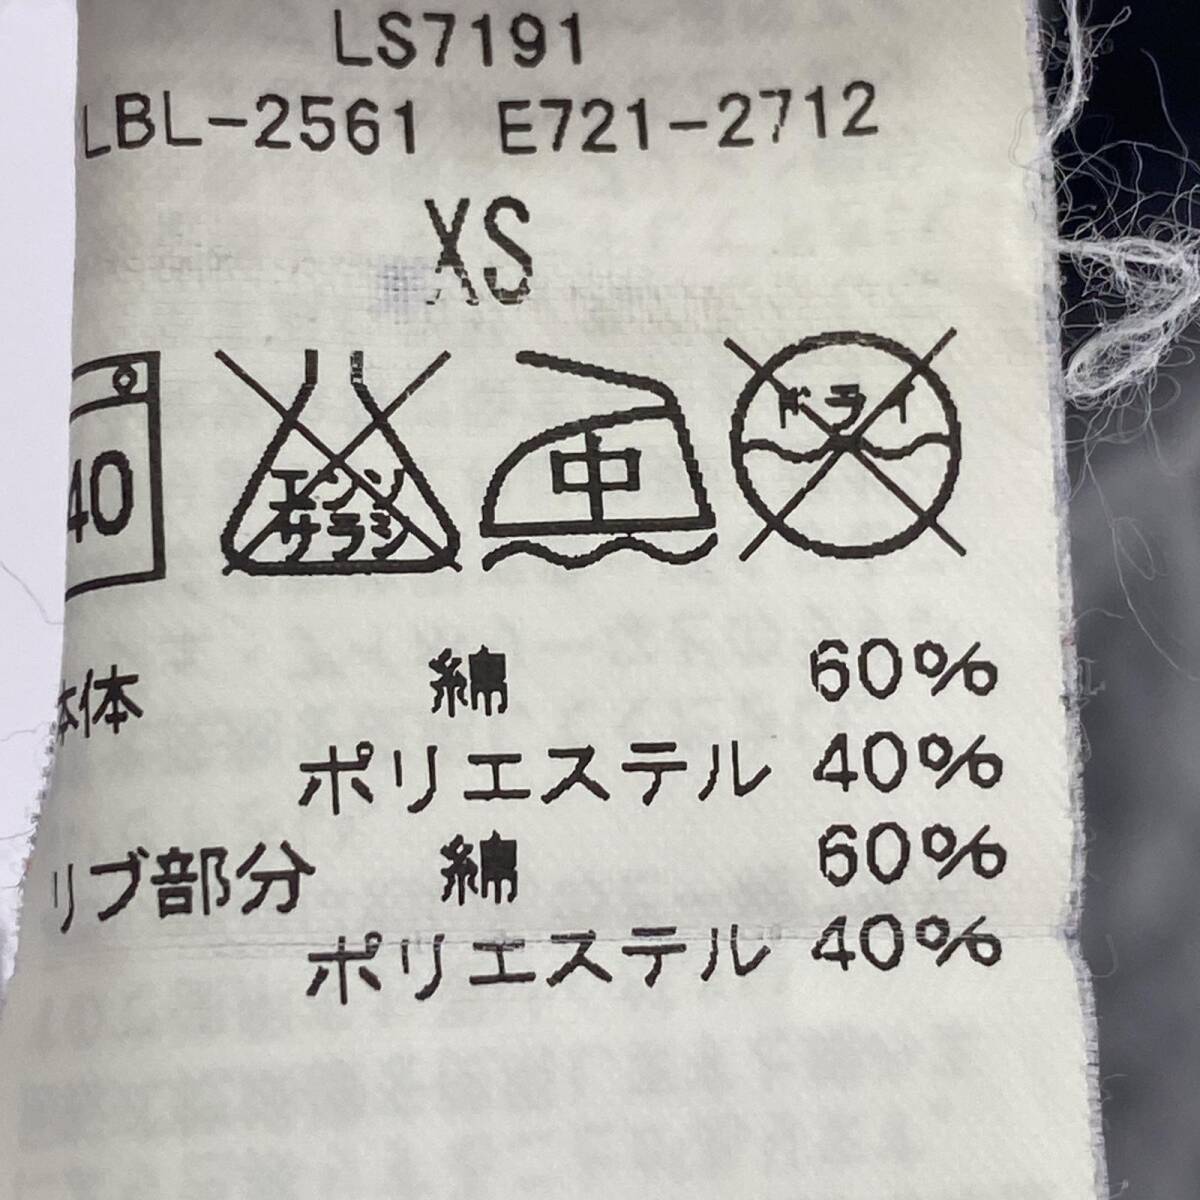 LS7191
LBL-2561 E721-2712
XS
40
エンソ
サラシ
中
ドライ
本体 綿 60%
ポリエステル 40%
リブ部分 綿 60%
ポリエステル 40%